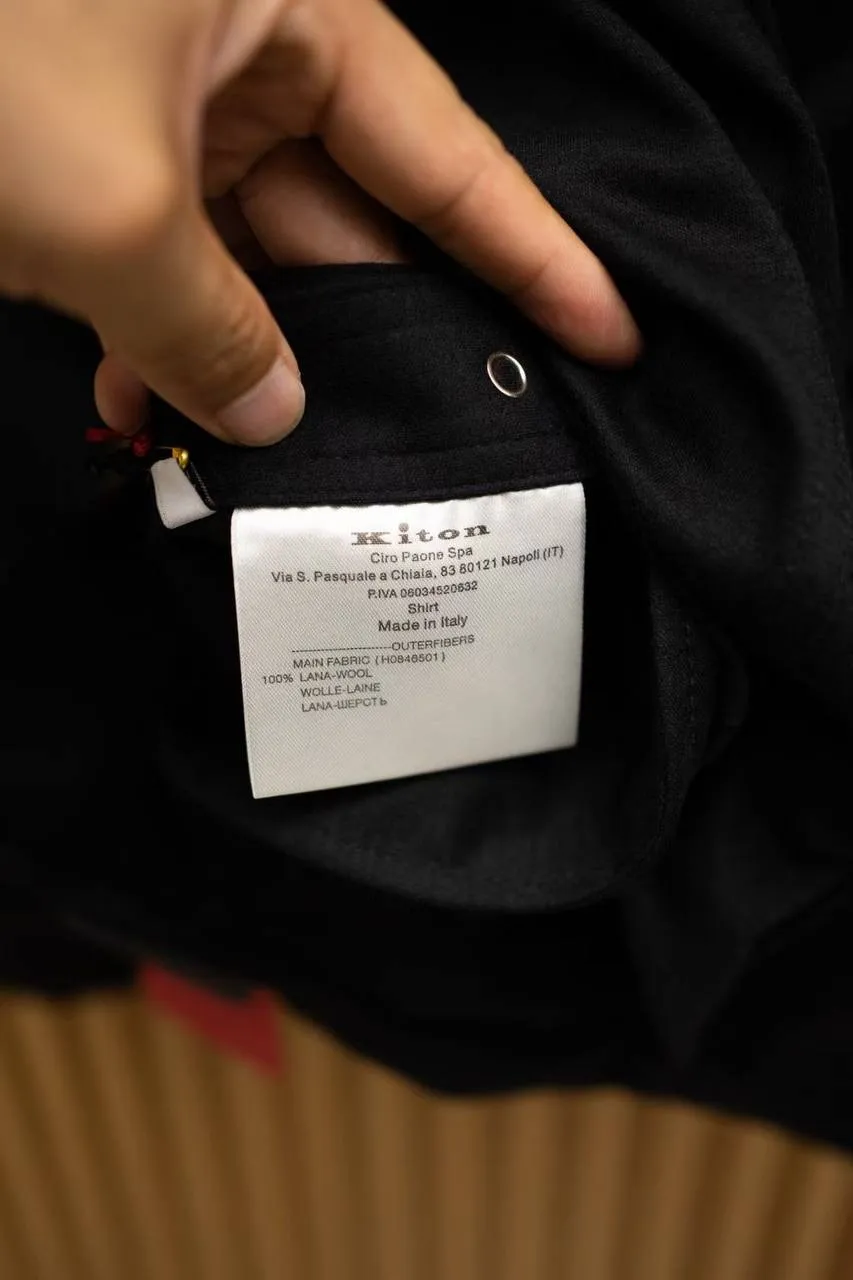 Kiton
Ciro Paone Spa
Via S. Pasquale a Chiaia, 83 80121 Napoli (IT)
P.IVA 06034520632
Shirt
Made in Italy
------------------------OUTERFIBERS
MAIN FABRIC (H0846501)
100% LANA-WOOL
WOLLE-LAINE
LANA-ШЕРСТЬ